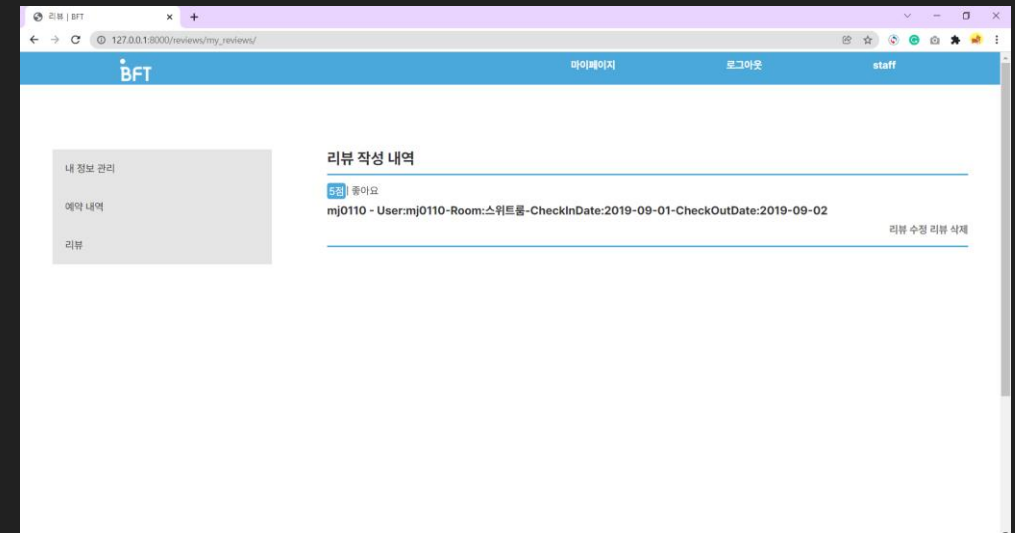 리뷰 | BFT
127.0.0.1:8000/reviews/my_reviews/
BFT 마이페이지 로그아웃 staff
내 정보 관리
예약 내역
리뷰
리뷰 작성 내역
5점| 좋아요
mj0110 - User:mj0110-Room:스위트룸-CheckInDate:2019-09-01-CheckOutDate:2019-09-02
리뷰 수정 리뷰 삭제